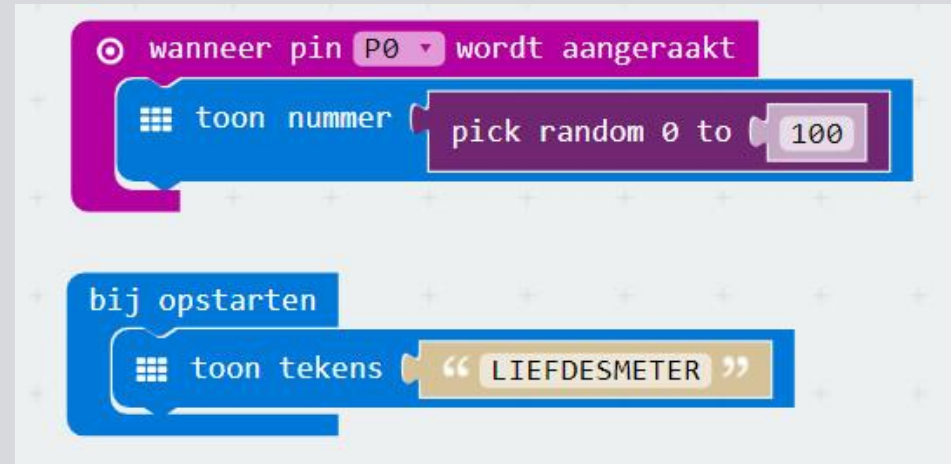 wanneer pin P0 wordt aangeraakt
toon nummer pick random 0 to 100
bij opstarten
toon tekens “ LIEFDESMETER ”